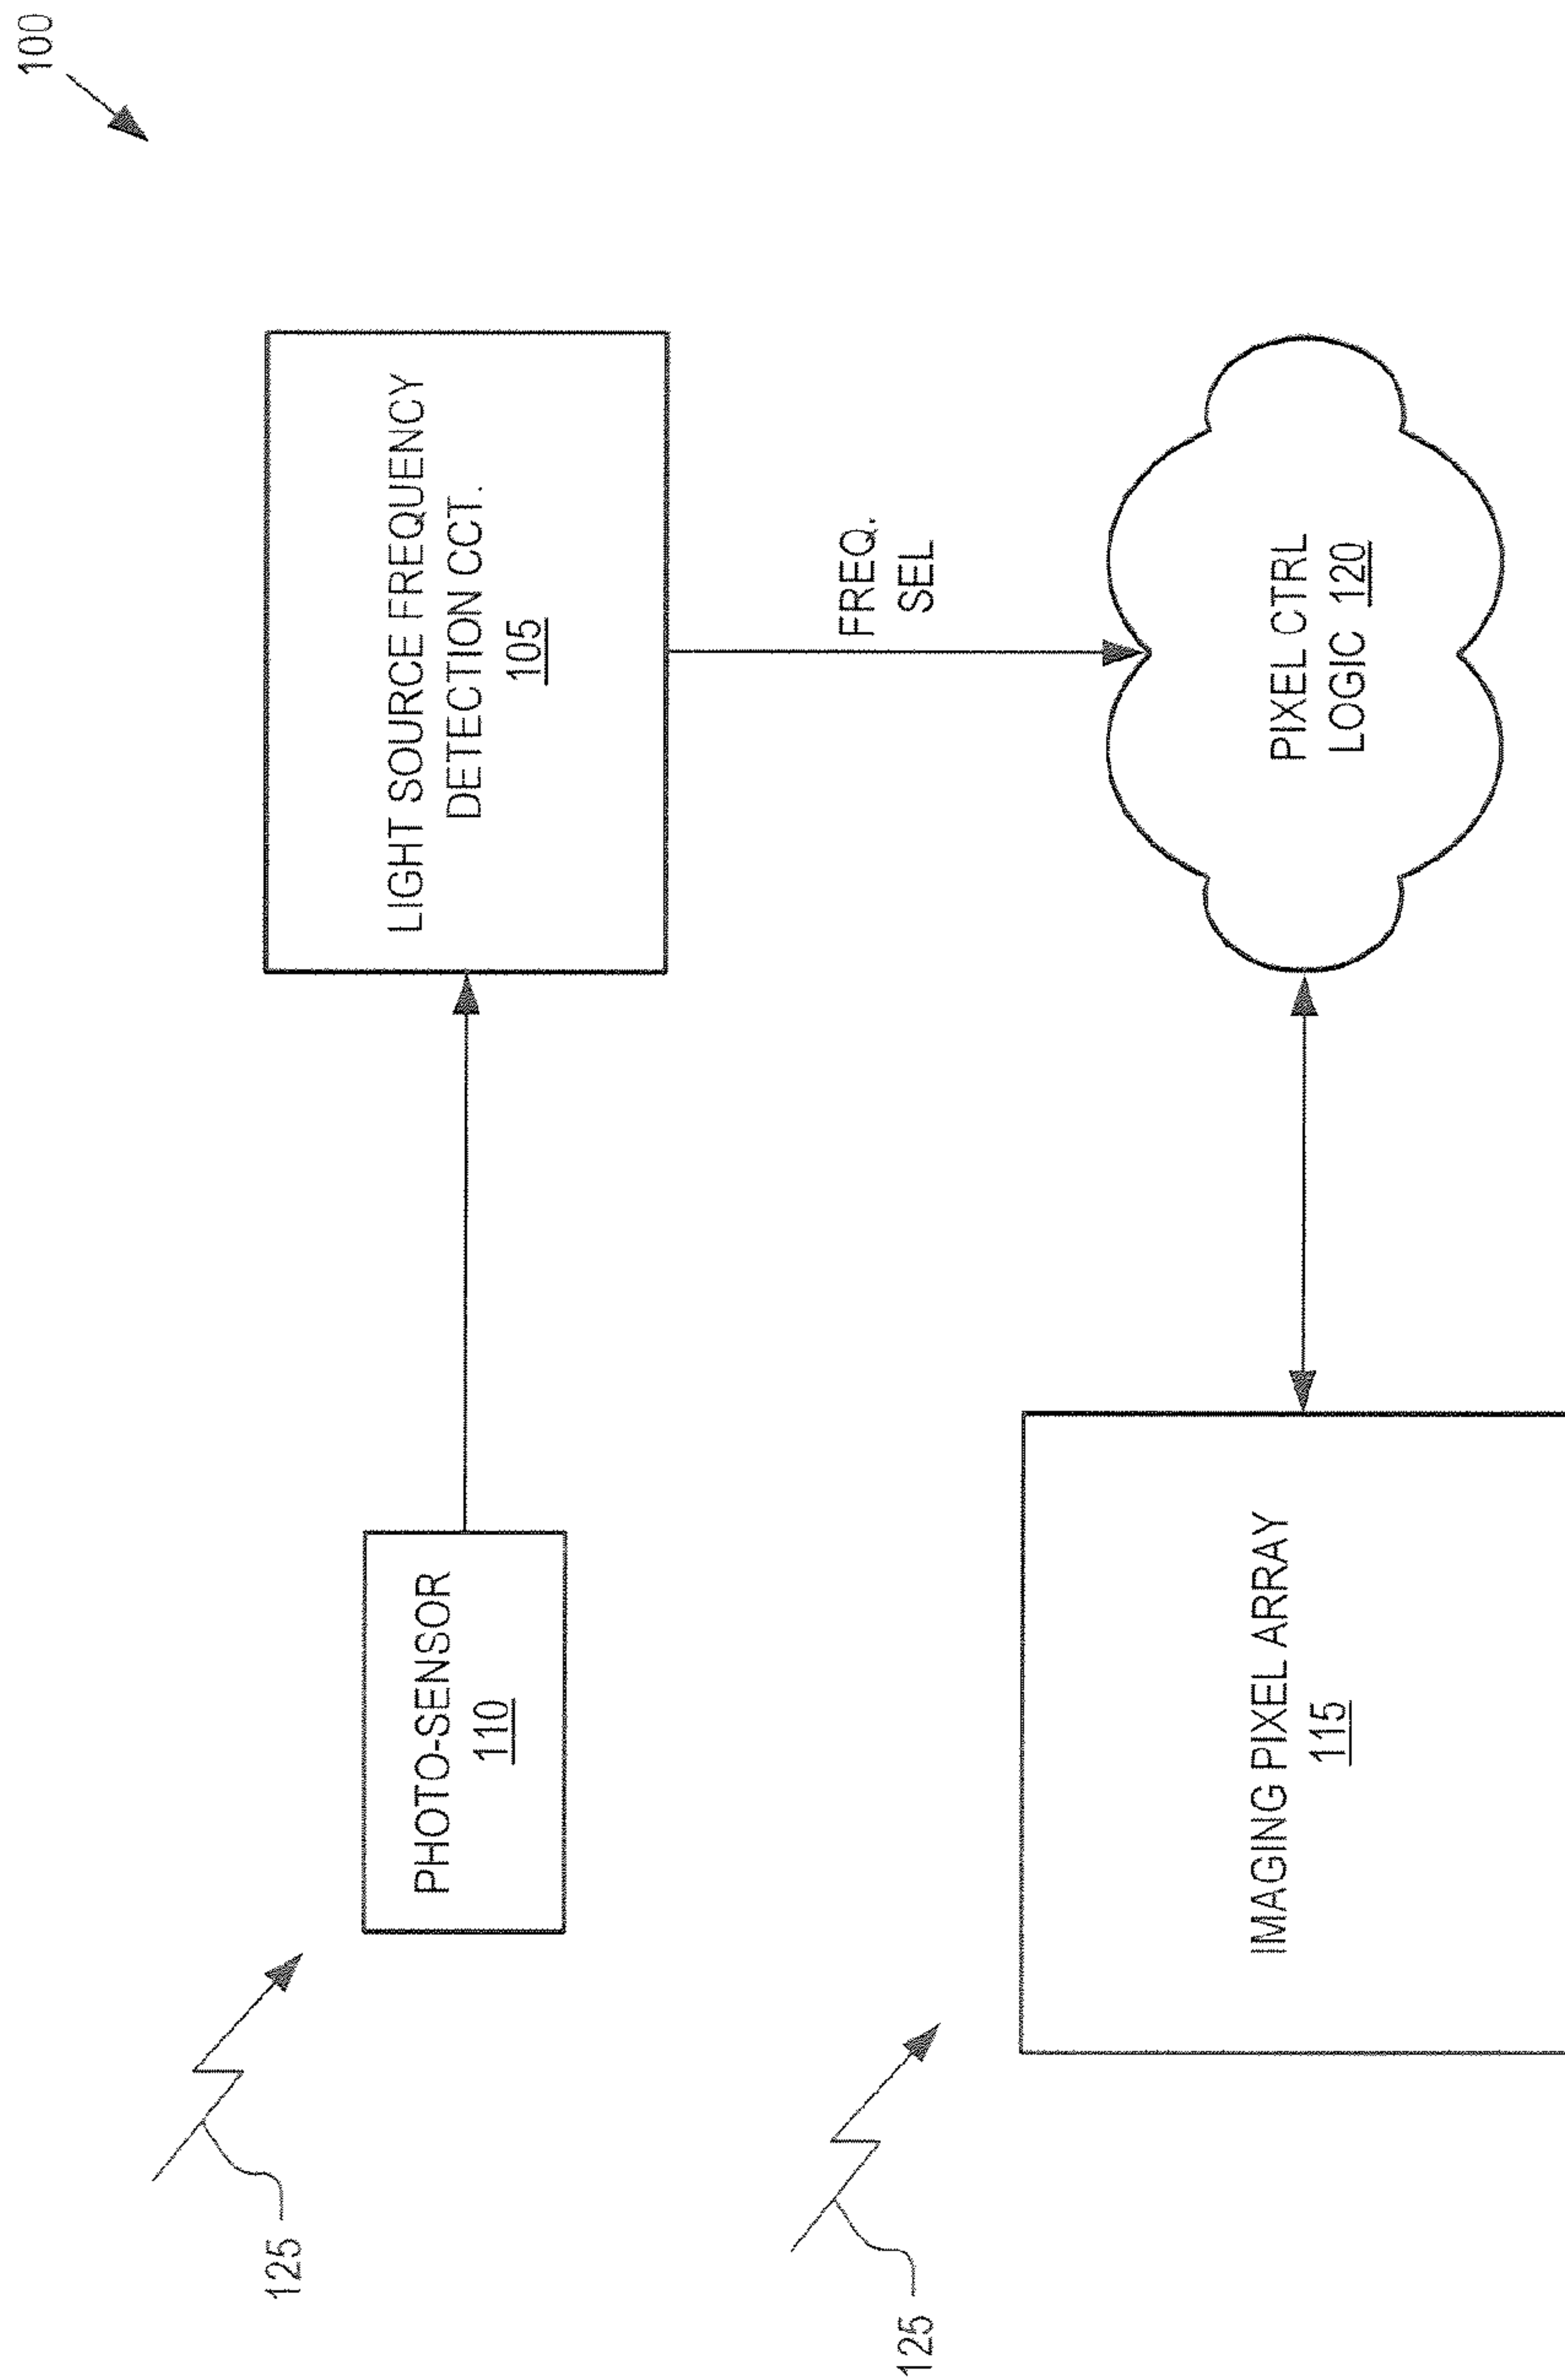 100
125
PHOTO-SENSOR
110
LIGHT SOURCE FREQUENCY
DETECTION CCT.
105
FREQ.
SEL
125
IMAGING PIXEL ARRAY
115
PIXEL CTRL
LOGIC 120